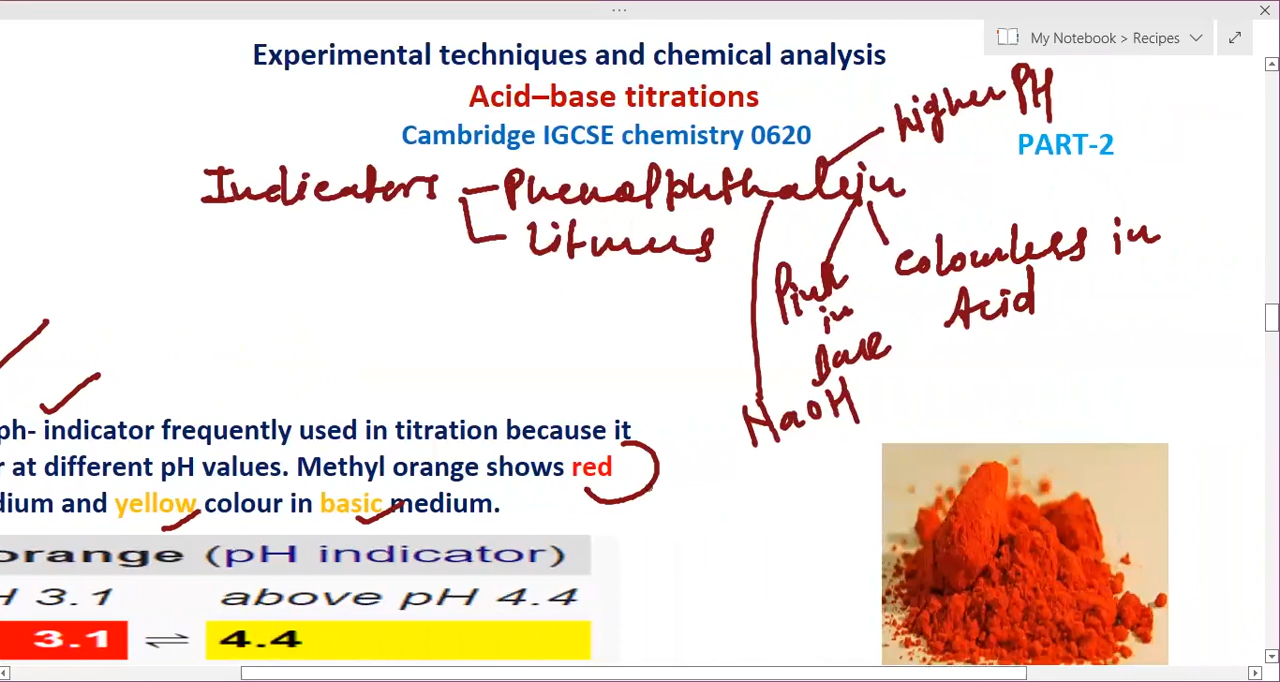 My Notebook > Recipes
Experimental techniques and chemical analysis
Acid–base titrations
Cambridge IGCSE chemistry 0620
PART-2
higher PH
Indicators – Phenolphthalein
Litmus
Pink
in
Base
colourless in
Acid
NaOH
ph- indicator frequently used in titration because it
r at different pH values. Methyl orange shows red
dium and yellow colour in basic medium.
orange (pH indicator)
H 3.1 above pH 4.4
3.1 ⇌ 4.4